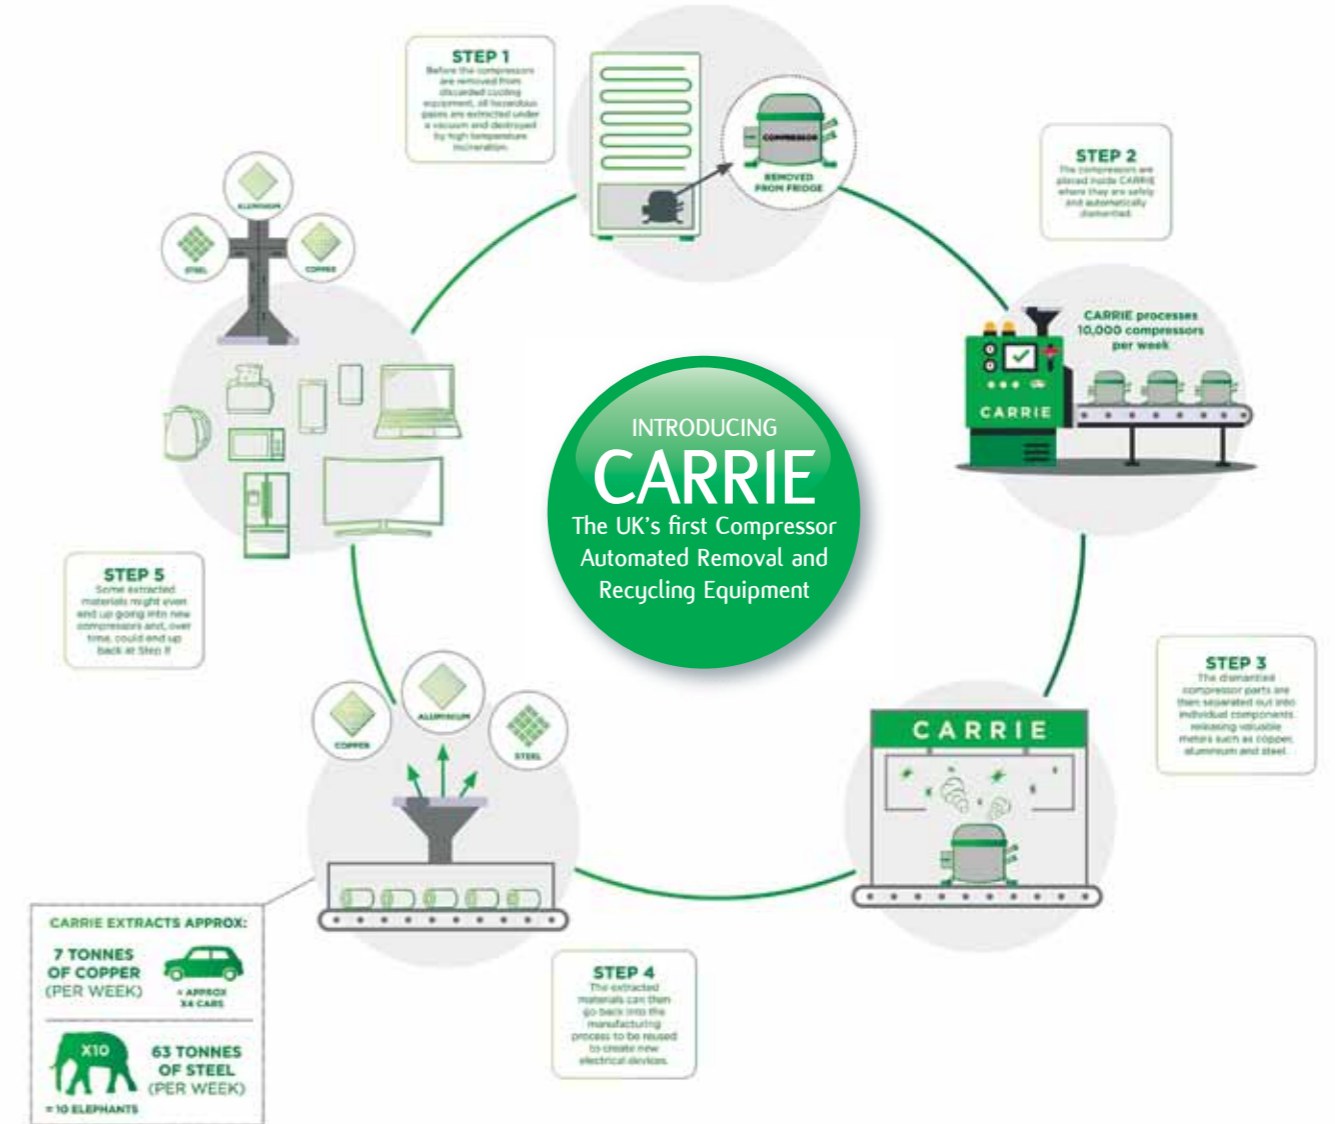 STEP 1
Before the compressors
are removed from
discarded cooling
equipment, all hazardous
gases are extracted under
a vacuum and destroyed
by high temperature
incineration.
COMPRESSOR
REMOVED
FROM FRIDGE
STEP 2
The compressors are
placed inside CARRIE
where they are safely
and automatically
dismantled.
CARRIE processes
10,000 compressors
per week
CARRIE
INTRODUCING
CARRIE
The UK's first Compressor
Automated Removal and
Recycling Equipment
STEP 3
The dismantled
compressor parts are
then separated out into
individual components
releasing valuable
metals such as copper,
aluminium and steel.
CARRIE
STEP 4
The extracted
materials can then
go back into the
manufacturing
process to be reused
to create new
electrical devices.
COPPER
ALUMINIUM
STEEL
CARRIE EXTRACTS APPROX:
7 TONNES
OF COPPER
(PER WEEK)
= APPROX
X4 CARS
X10
= 10 ELEPHANTS
63 TONNES
OF STEEL
(PER WEEK)
STEP 5
Some extracted
materials might even
end up going into new
compressors and, over
time, could end up
back at Step 1!
ALUMINIUM
STEEL
COPPER